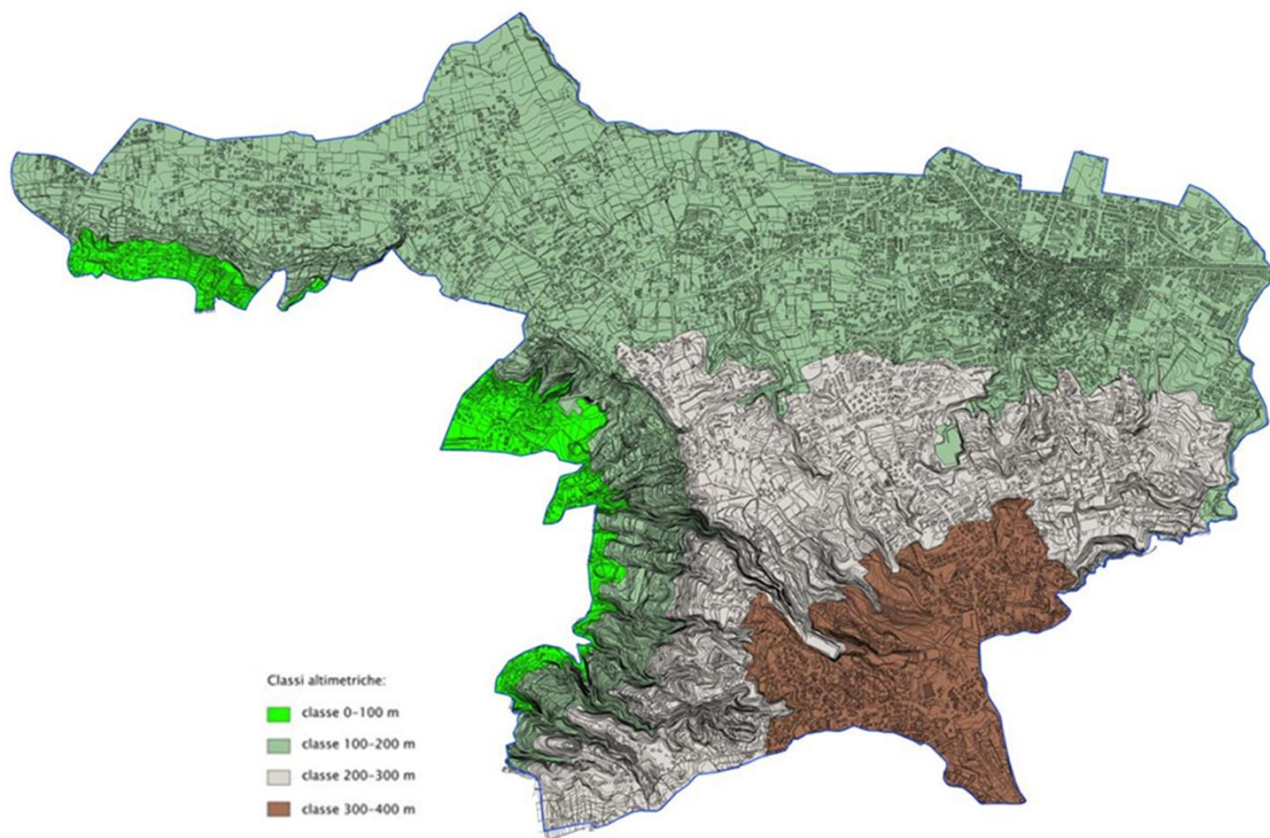 Classi altimetriche:
classe 0-100 m
classe 100-200 m
classe 200-300 m
classe 300-400 m